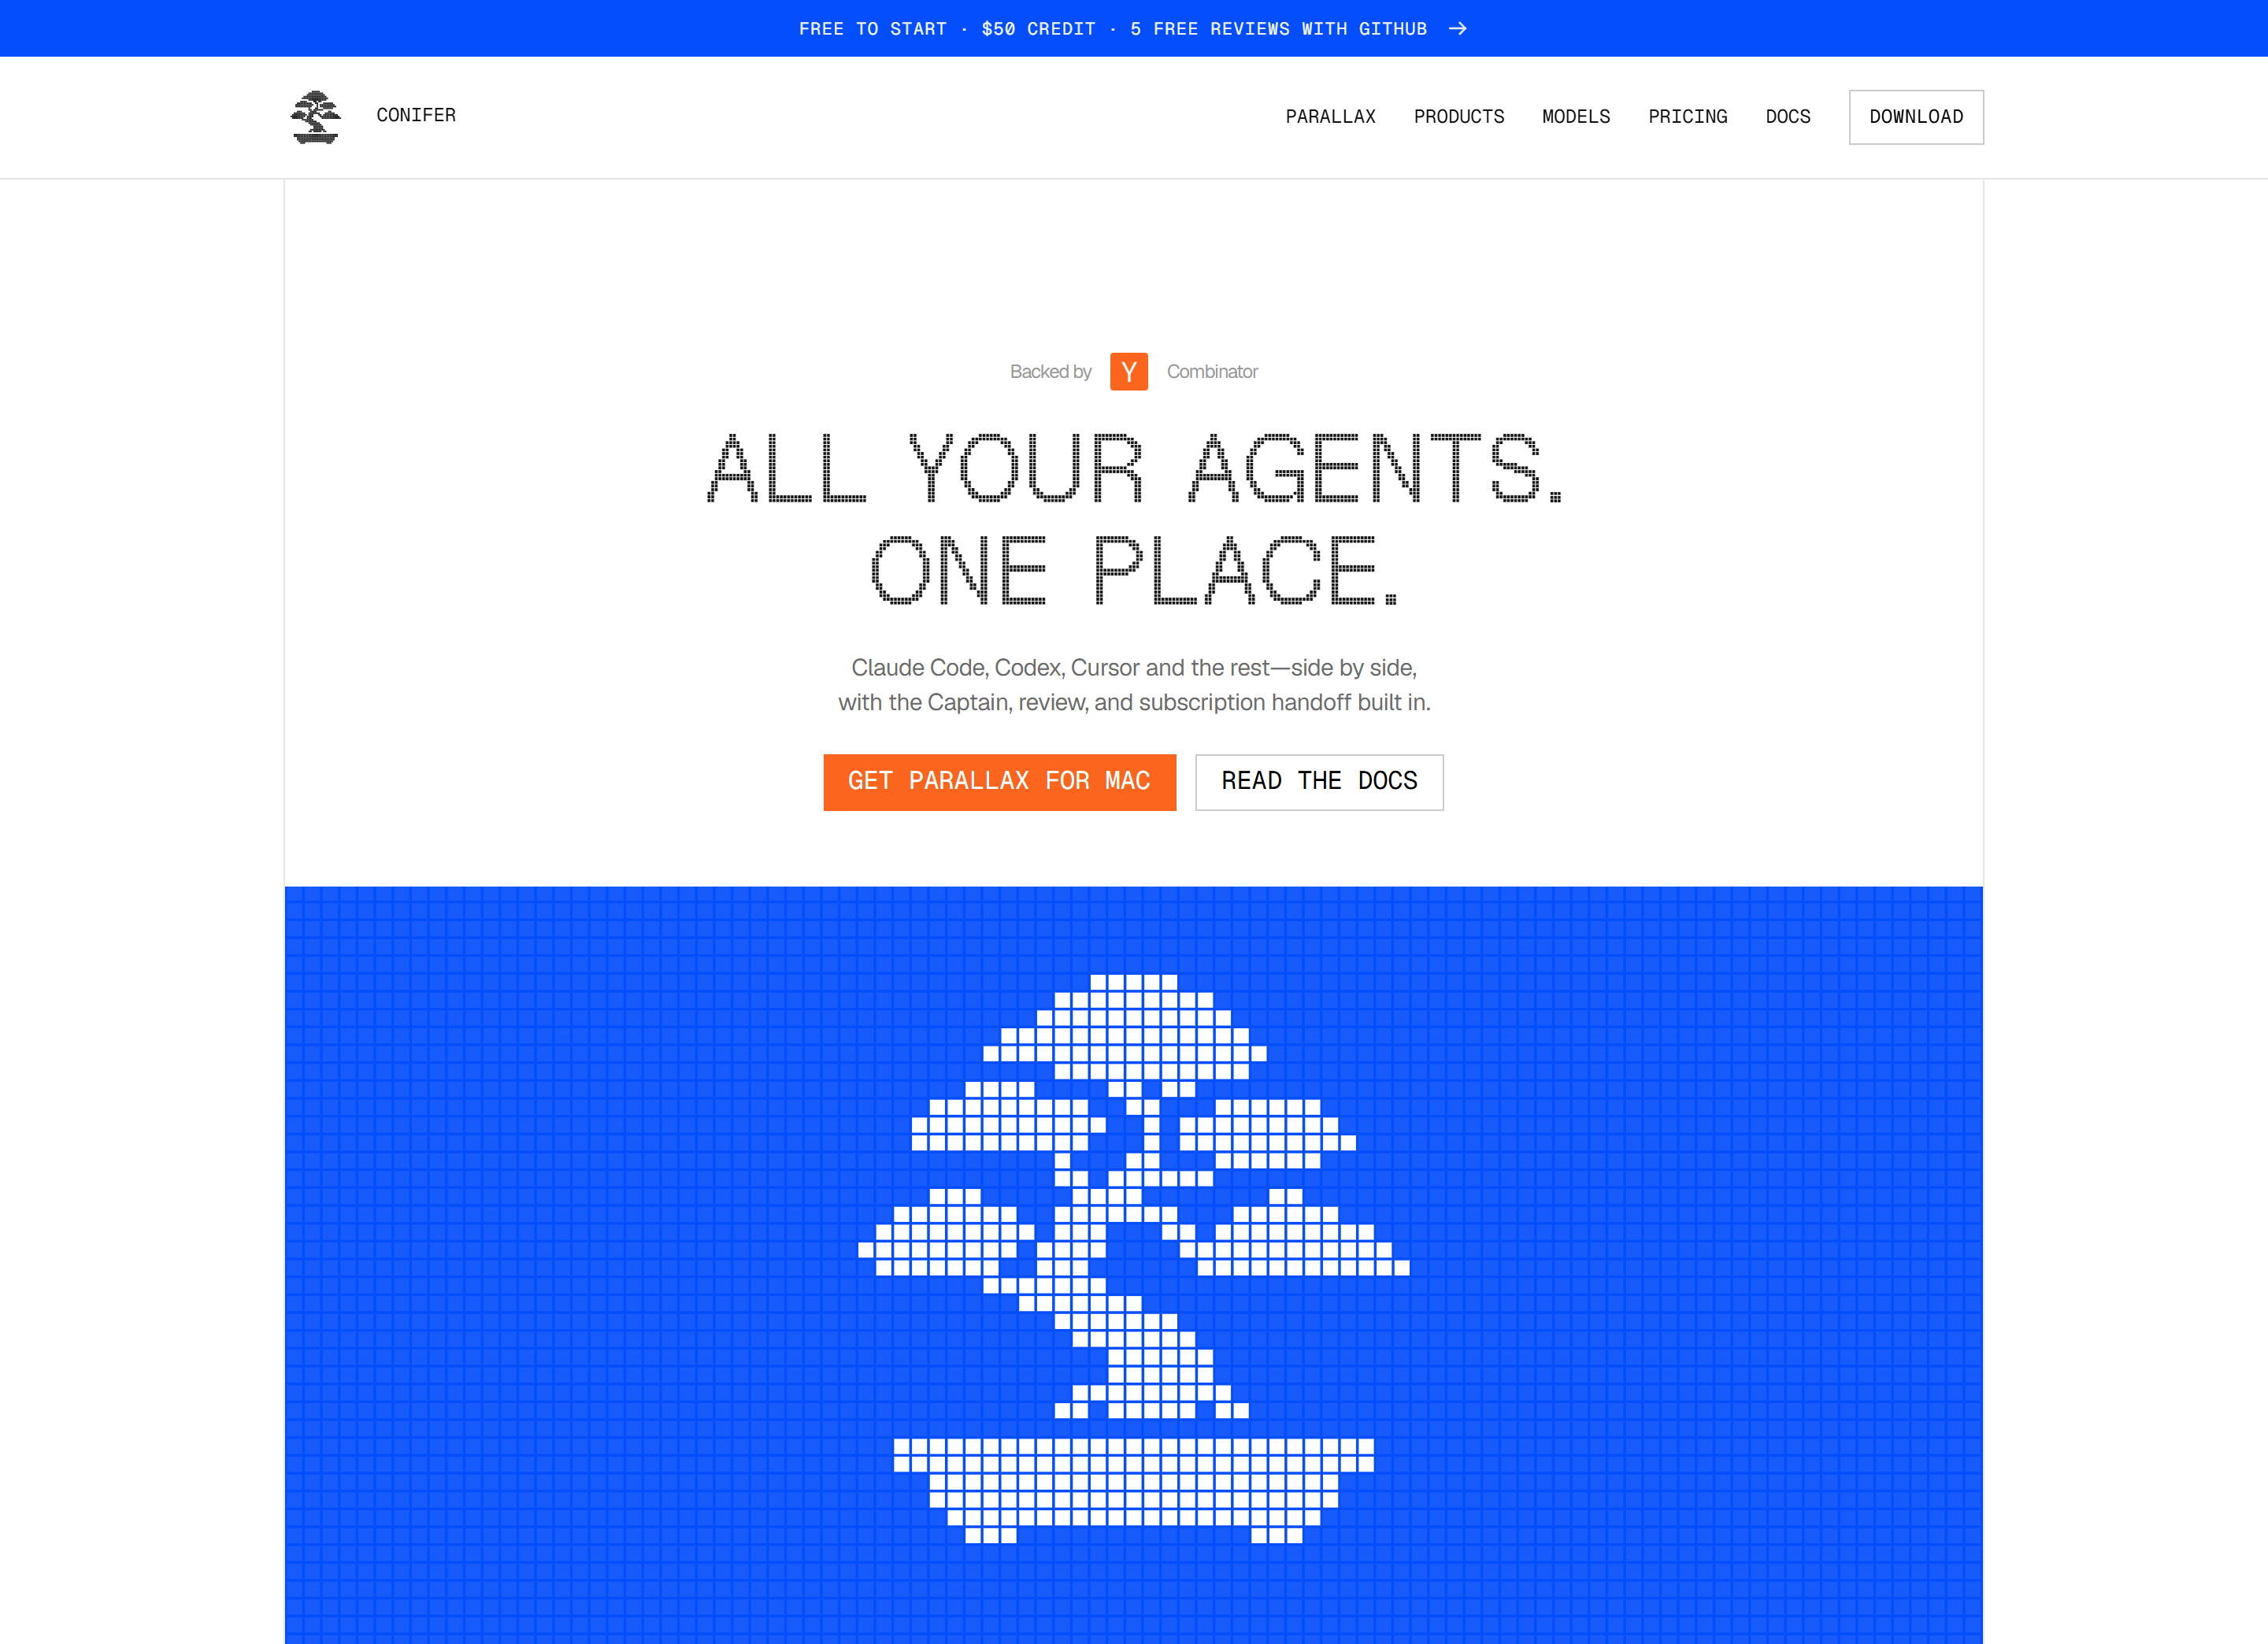 FREE TO START · $50 CREDIT · 5 FREE REVIEWS WITH GITHUB →
CONIFER
PARALLAX
PRODUCTS
MODELS
PRICING
DOCS
DOWNLOAD
Backed by Y Combinator
ALL YOUR AGENTS.
ONE PLACE.
Claude Code, Codex, Cursor and the rest—side by side,
with the Captain, review, and subscription handoff built in.
GET PARALLAX FOR MAC
READ THE DOCS